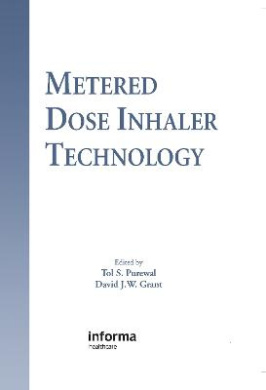 METERED
DOSE INHALER
TECHNOLOGY
Edited by
Tol S. Purewal
David J.W. Grant
informa
healthcare